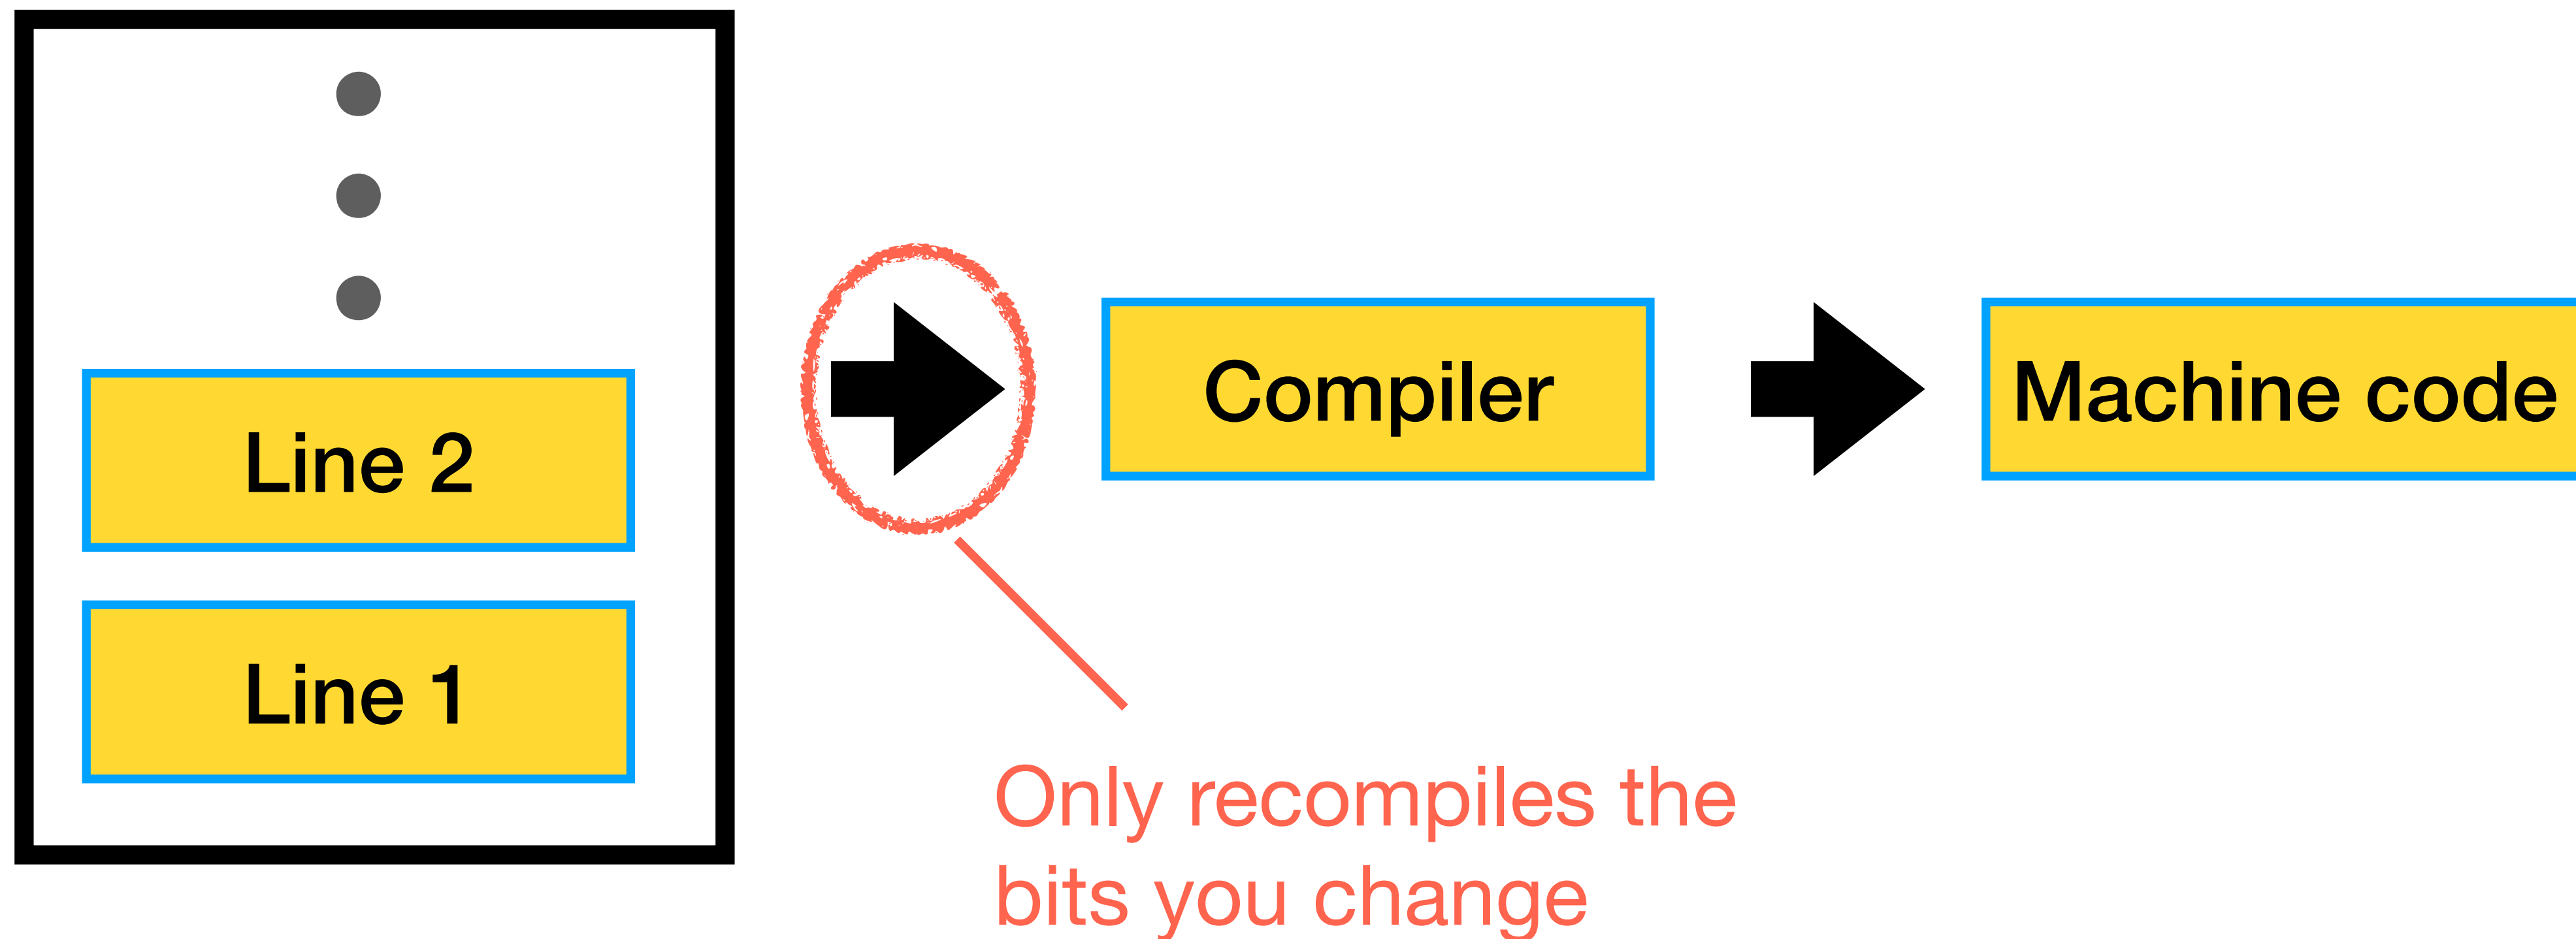 Line 2
Line 1
Compiler
Machine code
Only recompiles the
bits you change